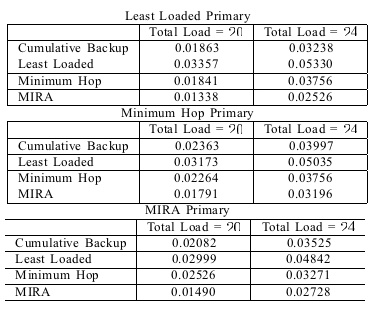 Least Loaded Primary
Total Load = 20 Total Load = 24
Cumulative Backup 0.01863 0.03238
Least Loaded 0.03357 0.05330
Minimum Hop 0.01841 0.03756
MIRA 0.01338 0.02526
Minimum Hop Primary
Total Load = 20 Total Load = 24
Cumulative Backup 0.02363 0.03997
Least Loaded 0.03173 0.05035
Minimum Hop 0.02264 0.03756
MIRA 0.01791 0.03196
MIRA Primary
Total Load = 20 Total Load = 24
Cumulative Backup 0.02082 0.03525
Least Loaded 0.02999 0.04842
Minimum Hop 0.02526 0.03271
MIRA 0.01490 0.02728